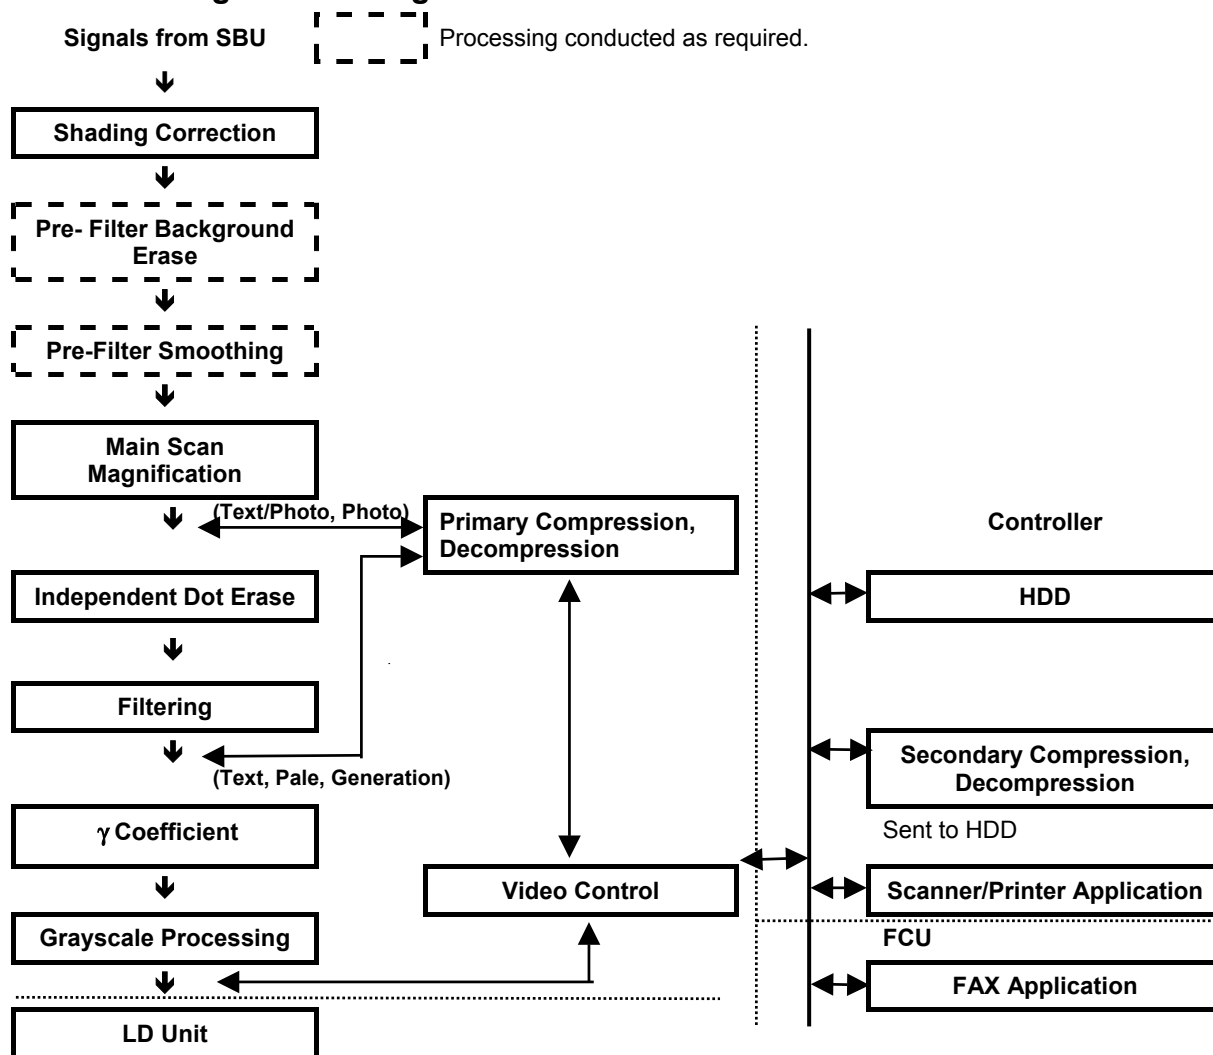 Signals from SBU
Processing conducted as required.
Shading Correction
Pre- Filter Background
Erase
Pre-Filter Smoothing
Main Scan
Magnification
(Text/Photo, Photo)
Primary Compression,
Decompression
Controller
Independent Dot Erase
HDD
Filtering
(Text, Pale, Generation)
Secondary Compression,
Decompression
Sent to HDD
γ Coefficient
Video Control
Scanner/Printer Application
Grayscale Processing
FCU
FAX Application
LD Unit